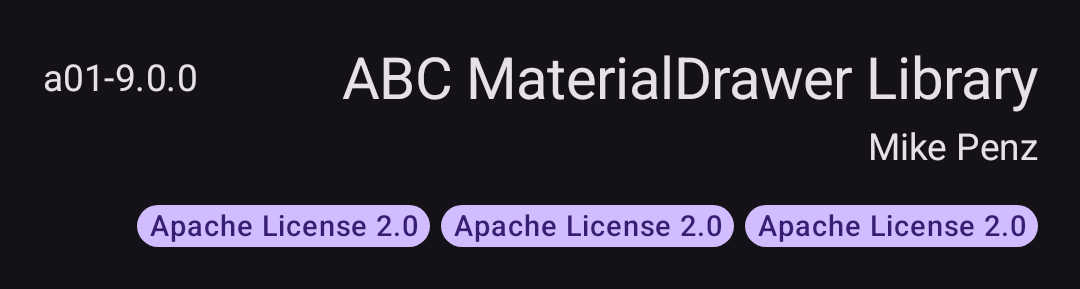 a01-9.0.0 ABC MaterialDrawer Library
Mike Penz
Apache License 2.0 Apache License 2.0 Apache License 2.0